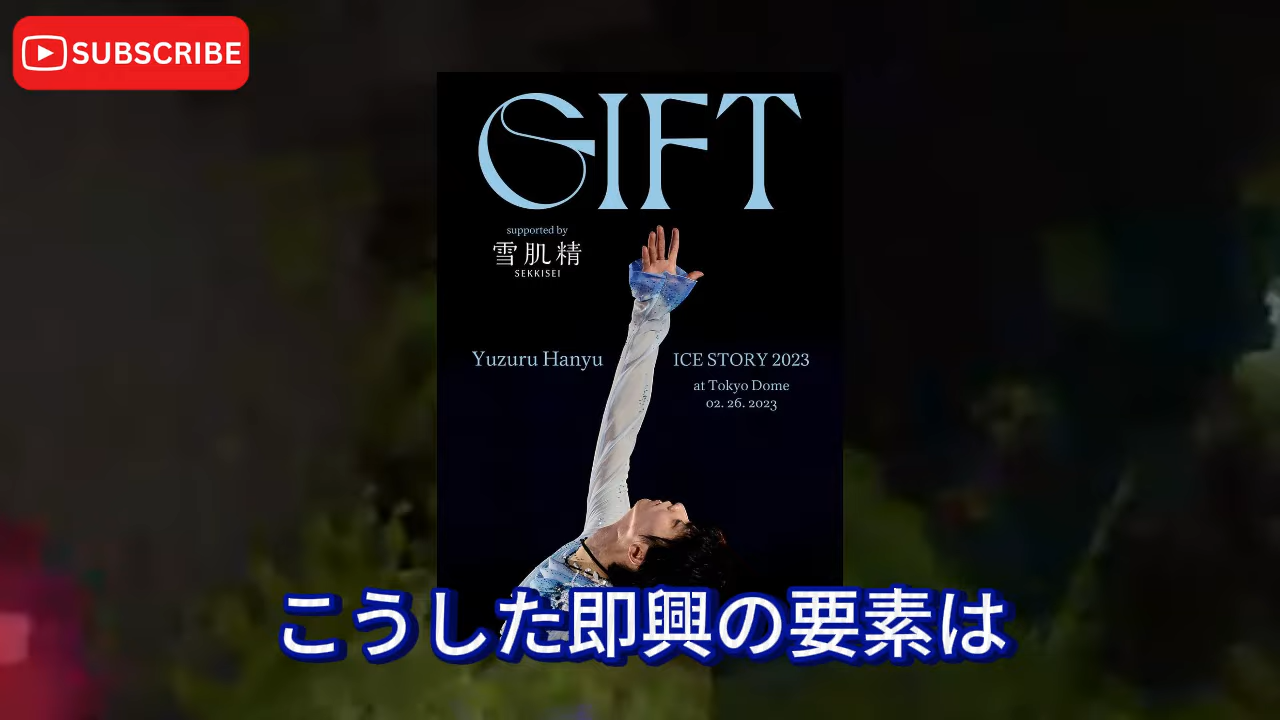 SUBSCRIBE
GIFT
supported by
雪肌精
SEKKISEI
Yuzuru Hanyu
ICE STORY 2023
at Tokyo Dome
02. 26. 2023
こうした即興の要素は